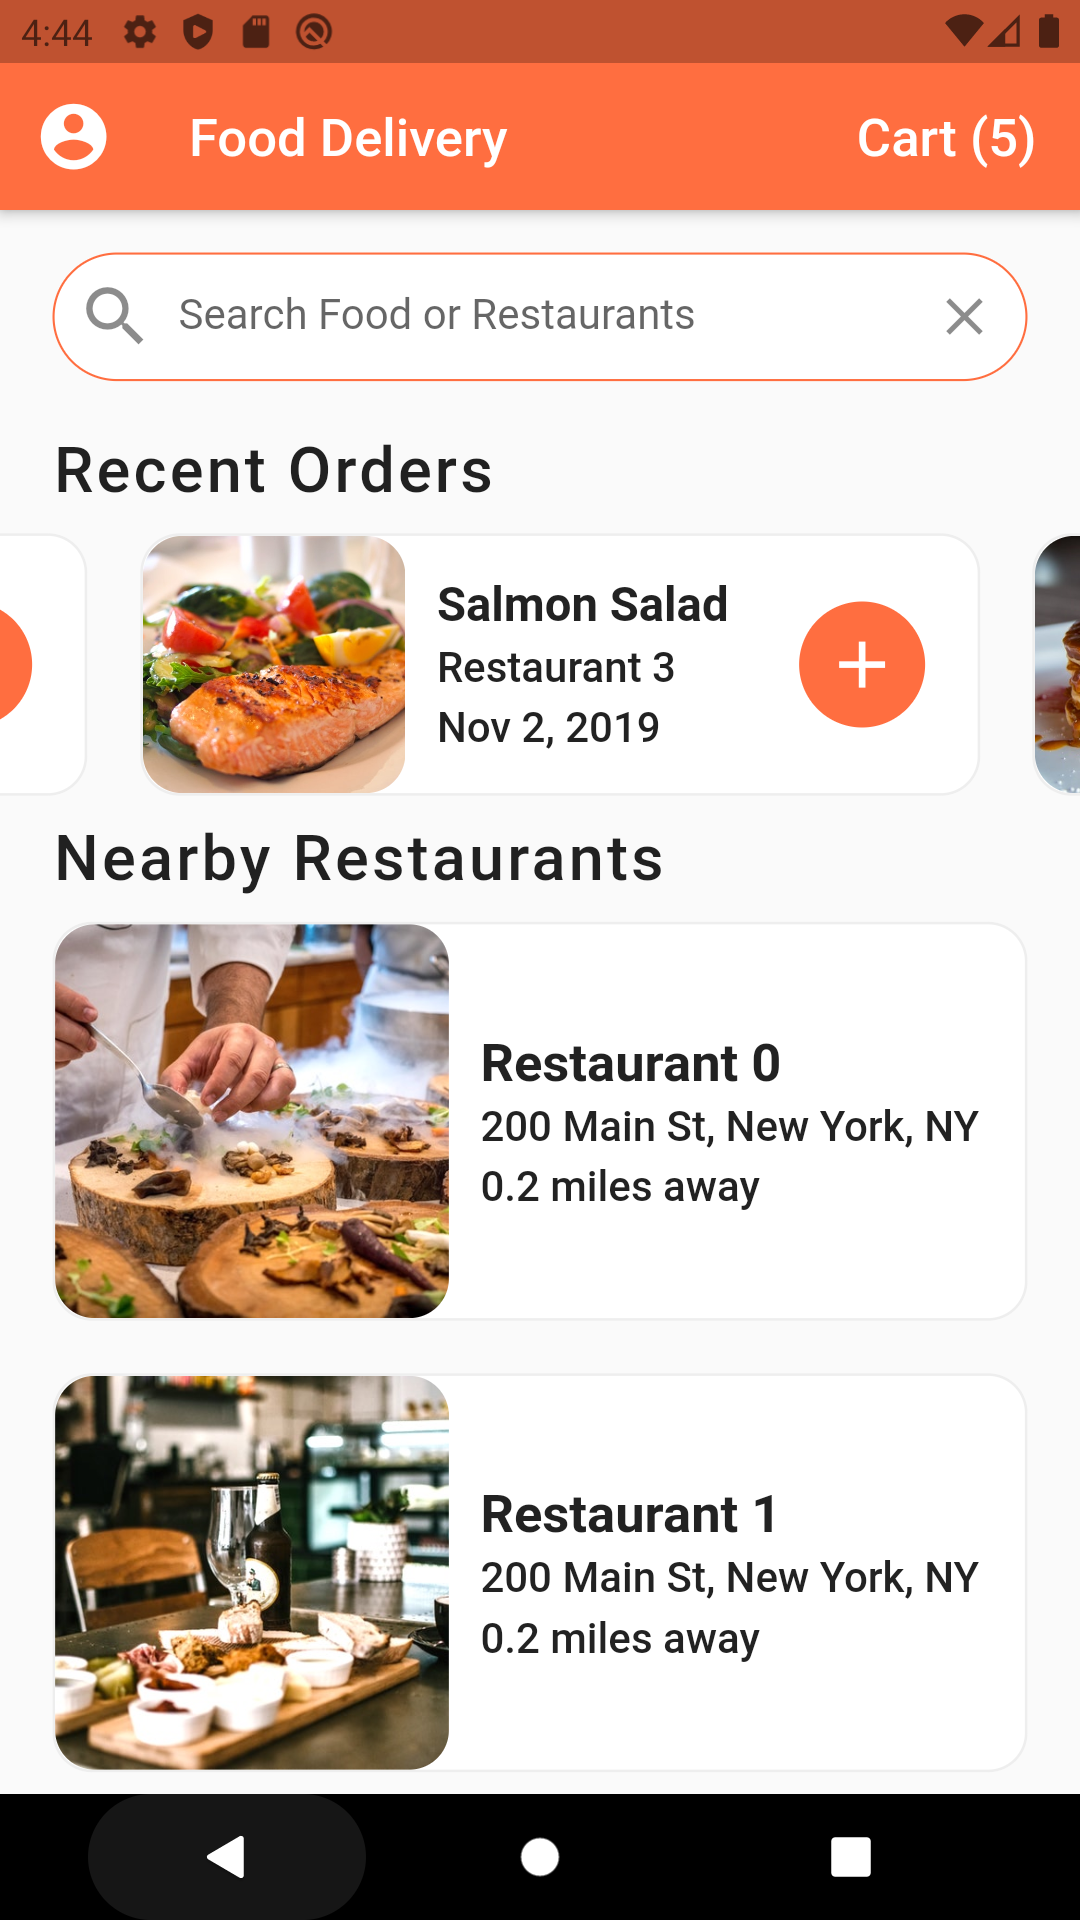 4:44
Food Delivery
Cart (5)
Search Food or Restaurants
Recent Orders
Salmon Salad
Restaurant 3
Nov 2, 2019
Nearby Restaurants
Restaurant 0
200 Main St, New York, NY
0.2 miles away
Restaurant 1
200 Main St, New York, NY
0.2 miles away